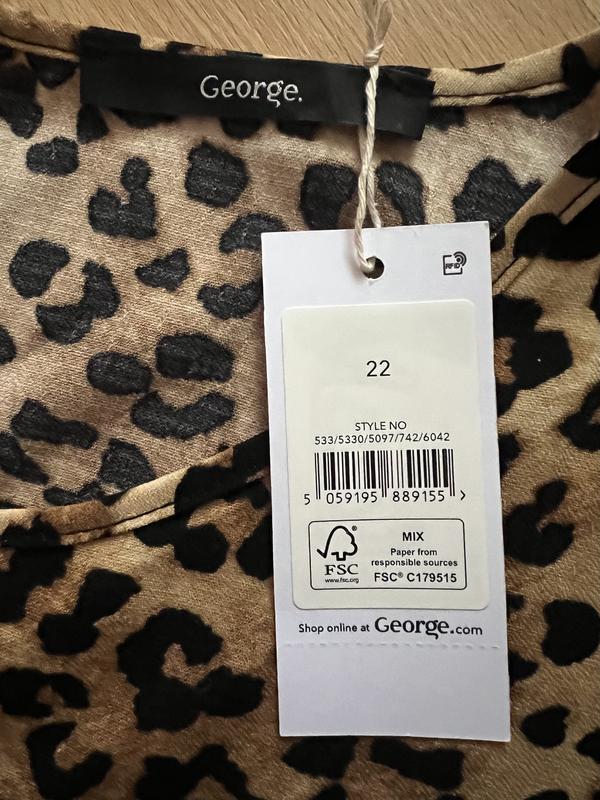 George.
RFID
22
STYLE NO
533/5330/5097/742/6042
5 059195 889155 >
FSC
www.fsc.org
MIX
Paper from
responsible sources
FSC® C179515
Shop online at George.com